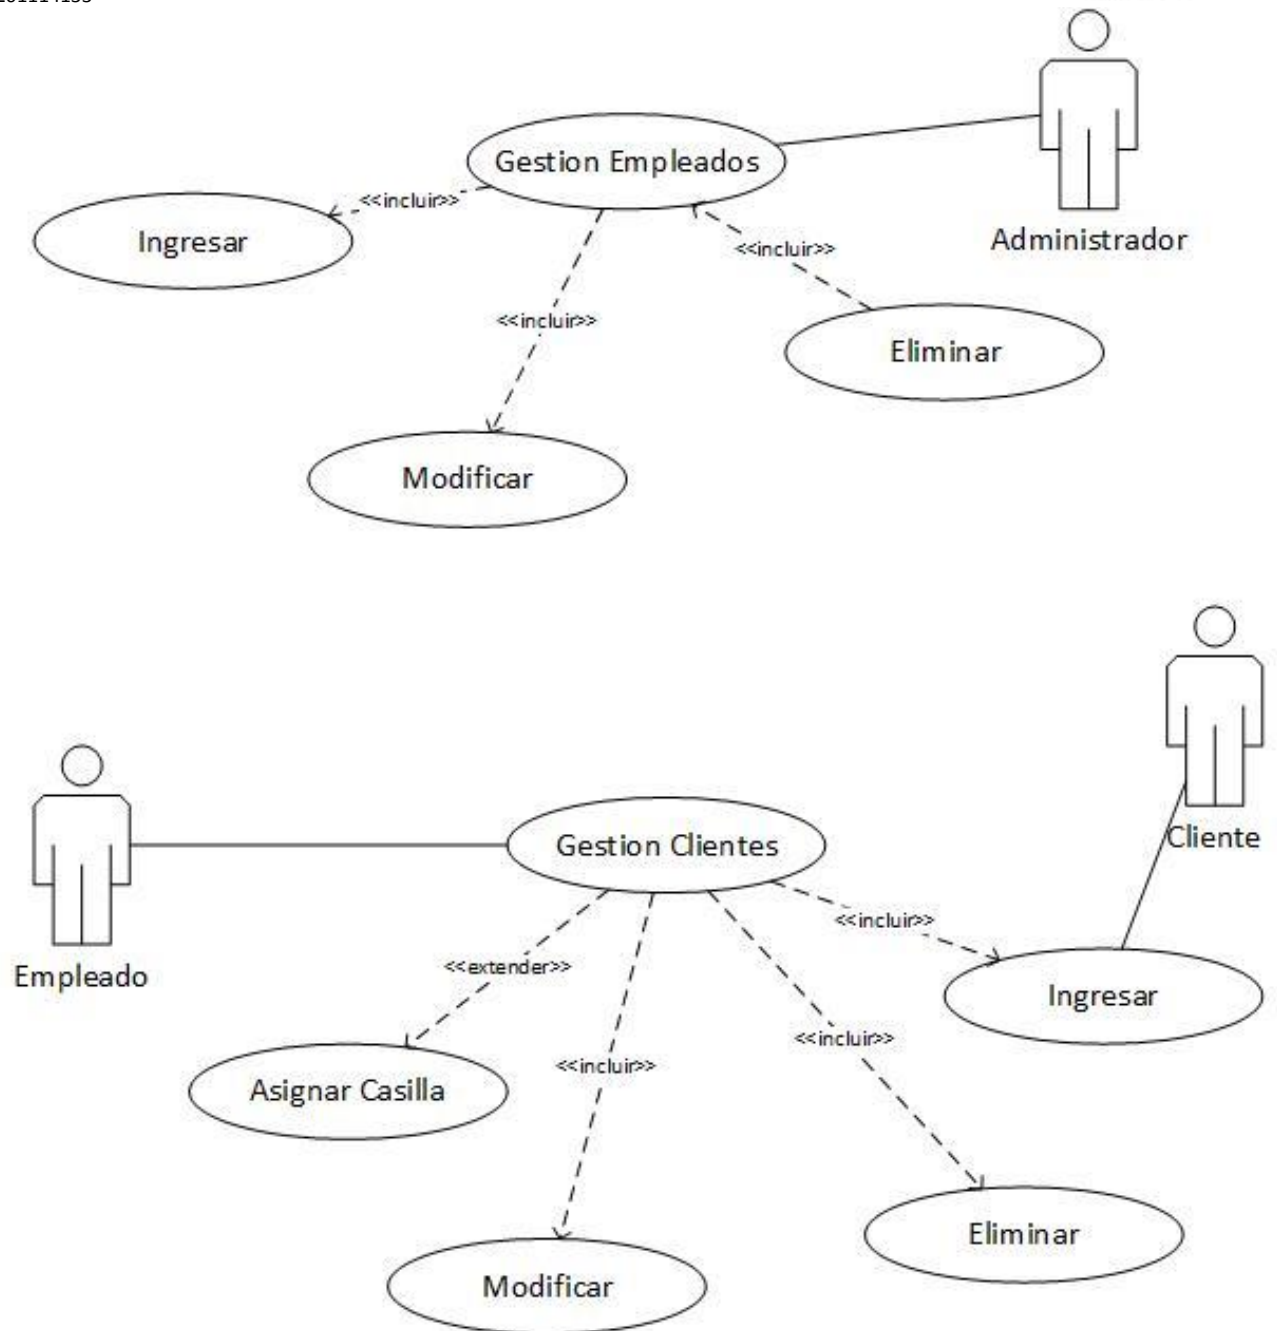 Gestion Empleados
<<incluir>>
Ingresar
Administrador
<<incluir>>
<<incluir>>
Eliminar
Modificar
Cliente
Gestion Clientes
<<incluir>>
Empleado
<<extender>>
Ingresar
<<incluir>>
<<incluir>>
Asignar Casilla
Eliminar
Modificar